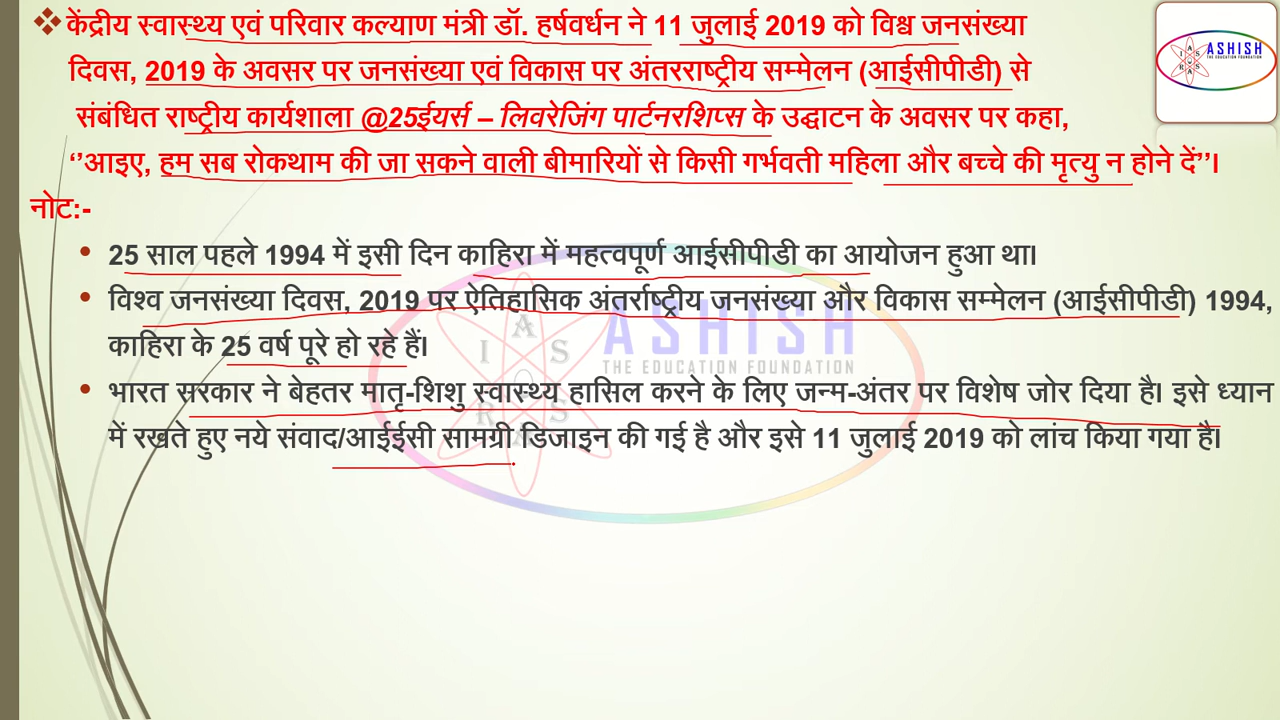 ❖केंद्रीय स्वास्थ्य एवं परिवार कल्याण मंत्री डॉ. हर्षवर्धन ने 11 जुलाई 2019 को विश्व जनसंख्या
दिवस, 2019 के अवसर पर जनसंख्या एवं विकास पर अंतरराष्ट्रीय सम्मेलन (आईसीपीडी) से
संबंधित राष्ट्रीय कार्यशाला @25ईयर्स – लिवरेजिंग पार्टनरशिप्स के उद्घाटन के अवसर पर कहा,
‘’आइए, हम सब रोकथाम की जा सकने वाली बीमारियों से किसी गर्भवती महिला और बच्चे की मृत्यु न होने दें’’।
नोट:-
• 25 साल पहले 1994 में इसी दिन काहिरा में महत्वपूर्ण आईसीपीडी का आयोजन हुआ था।
• विश्व जनसंख्या दिवस, 2019 पर ऐतिहासिक अंतर्राष्ट्रीय जनसंख्या और विकास सम्मेलन (आईसीपीडी) 1994,
काहिरा के 25 वर्ष पूरे हो रहे हैं।
• भारत सरकार ने बेहतर मातृ-शिशु स्वास्थ्य हासिल करने के लिए जन्म-अंतर पर विशेष जोर दिया है। इसे ध्यान
में रखते हुए नये संवाद/आईईसी सामग्री डिजाइन की गई है और इसे 11 जुलाई 2019 को लांच किया गया है।
ASHISH
THE EDUCATION FOUNDATION
I A S
O
R A S
ASHISH
THE EDUCATION FOUNDATION